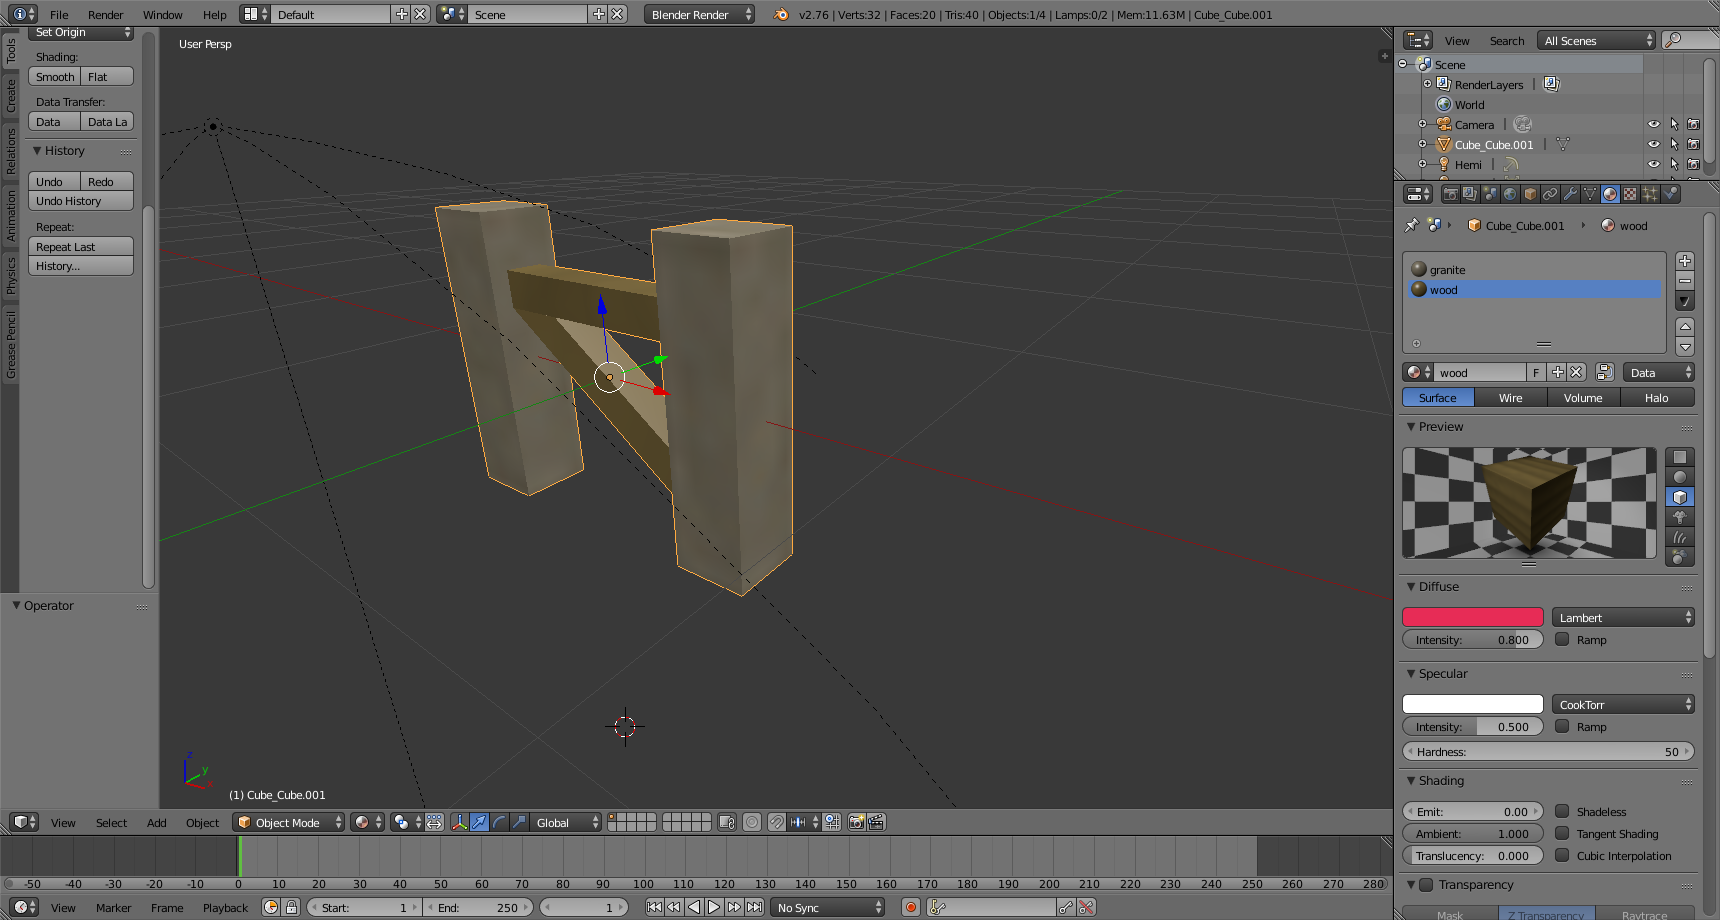 File Render Window Help Default Scene Blender Render v2.76 | Verts:32 | Faces:20 | Tris:40 | Objects:1/4 | Lamps:0/2 | Mem:11.63M | Cube_Cube.001
Tools
Create
Relations
Animation
Physics
Grease Pencil
Set Origin
Shading:
Smooth Flat
Data Transfer:
Data Data La
History
Undo Redo
Undo History
Repeat:
Repeat Last
History...
Operator
User Persp
z
y
x
(1) Cube_Cube.001
View Select Add Object Object Mode Global
View Search All Scenes
Scene
RenderLayers |
World
Camera |
Cube_Cube.001 |
Hemi |
Cube_Cube.001 wood
granite
wood
wood F Data
Surface Wire Volume Halo
Preview
Diffuse
Lambert
Intensity: 0.800 Ramp
Specular
CookTorr
Intensity: 0.500 Ramp
Hardness: 50
Shading
Emit: 0.00 Shadeless
Ambient: 1.000 Tangent Shading
Translucency: 0.000 Cubic Interpolation
Transparency
Mask Z Transparency Raytrace
-50 -40 -30 -20 -10 0 10 20 30 40 50 60 70 80 90 100 110 120 130 140 150 160 170 180 190 200 210 220 230 240 250 260 270 280
View Marker Frame Playback Start: 1 End: 250 1 No Sync